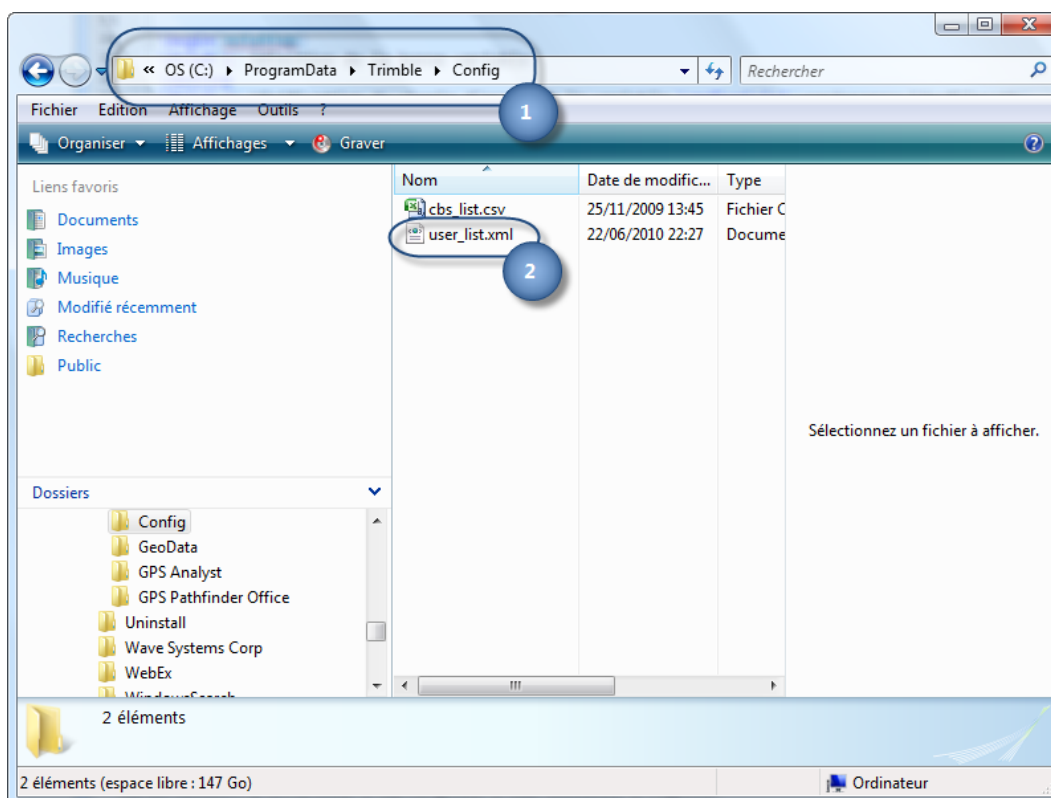 « OS (C:) ▸ ProgramData ▸ Trimble ▸ Config
Rechercher
1
Fichier Edition Affichage Outils ?
Organiser Affichages Graver
Liens favoris
Documents
Images
Musique
Modifié récemment
Recherches
Public
Nom Date de modific... Type
cbs_list.csv 25/11/2009 13:45 Fichier C
user_list.xml 22/06/2010 22:27 Docume
2
Sélectionnez un fichier à afficher.
Dossiers
Config
GeoData
GPS Analyst
GPS Pathfinder Office
Uninstall
Wave Systems Corp
WebEx
WindowsSearch
2 éléments
2 éléments (espace libre : 147 Go)
Ordinateur